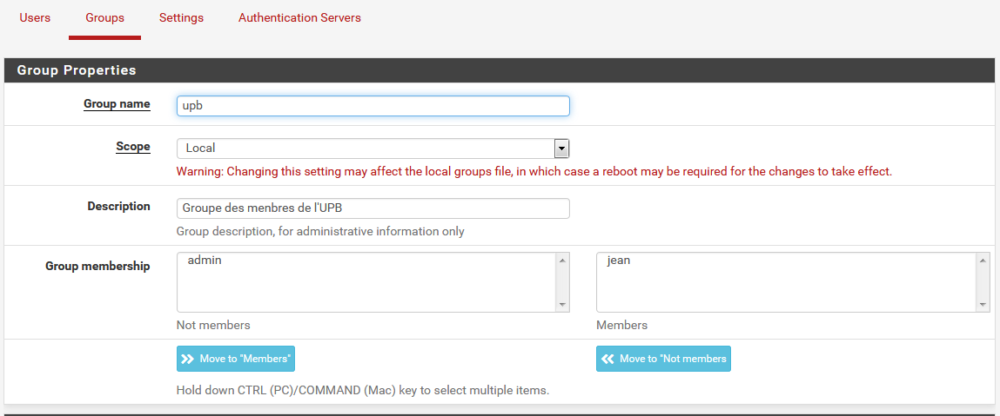 Users Groups Settings Authentication Servers
Group Properties
Group name upb
Scope Local
Warning: Changing this setting may affect the local groups file, in which case a reboot may be required for the changes to take effect.
Description Groupe des menbres de l'UPB
Group description, for administrative information only
Group membership admin jean
Not members Members
Move to "Members" Move to "Not members
Hold down CTRL (PC)/COMMAND (Mac) key to select multiple items.